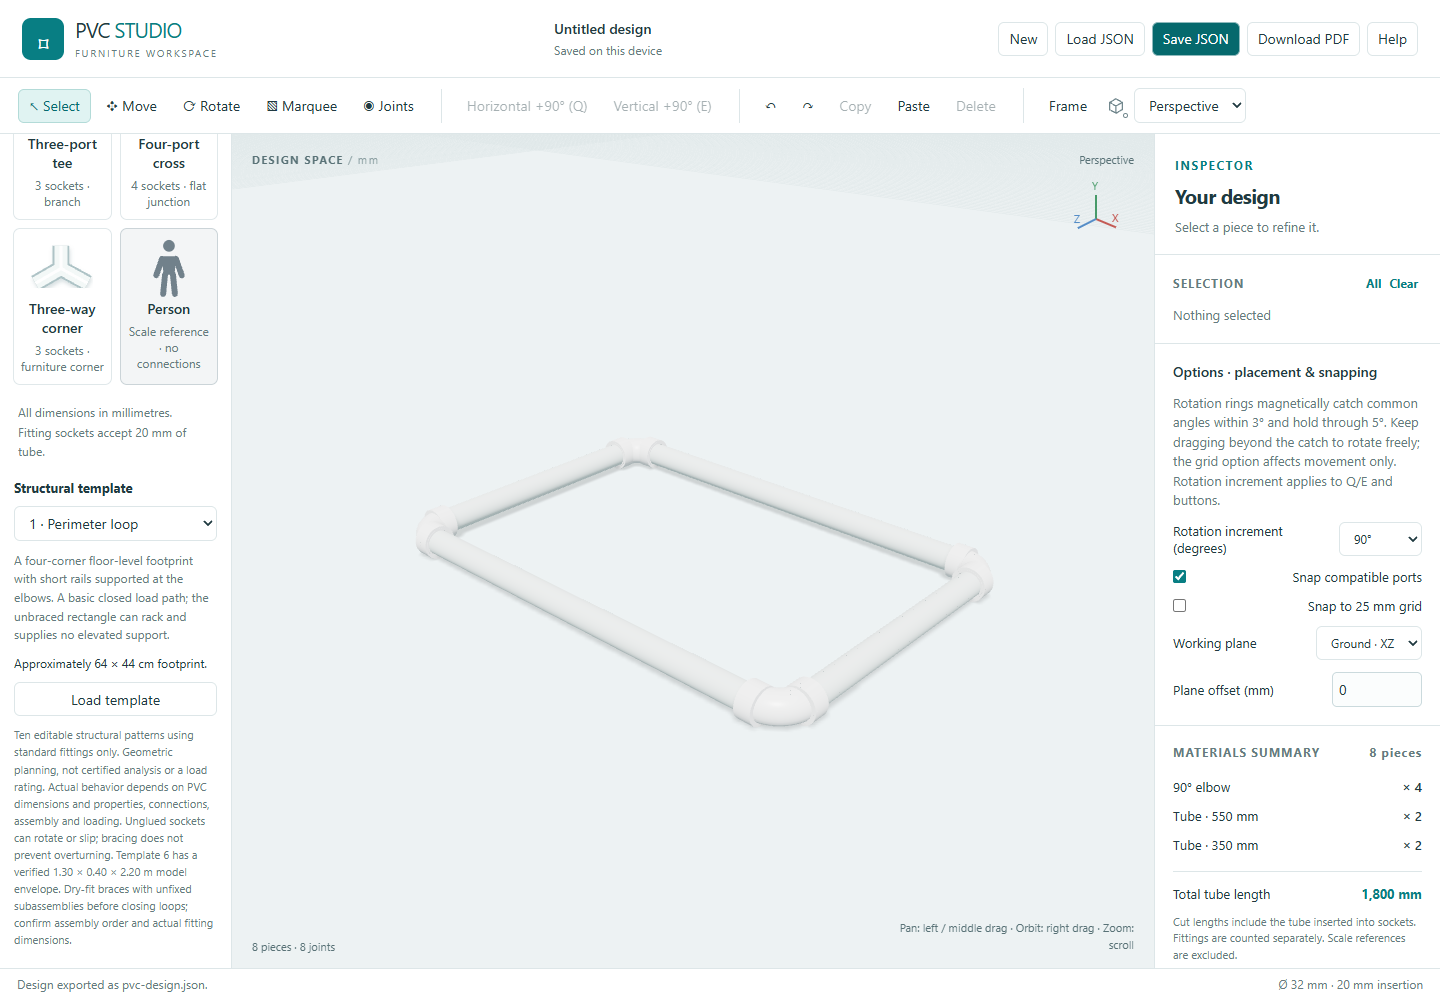 PVC STUDIO
FURNITURE WORKSPACE
Untitled design
Saved on this device
New
Load JSON
Save JSON
Download PDF
Help
Select
Move
Rotate
Marquee
Joints
Horizontal +90° (Q)
Vertical +90° (E)
Copy
Paste
Delete
Frame
Perspective
Three-port
tee
3 sockets ·
branch
Four-port
cross
4 sockets · flat
junction
Three-way
corner
3 sockets ·
furniture corner
Person
Scale reference
· no
connections
All dimensions in millimetres.
Fitting sockets accept 20 mm of
tube.
Structural template
1 · Perimeter loop
A four-corner floor-level footprint
with short rails supported at the
elbows. A basic closed load path; the
unbraced rectangle can rack and
supplies no elevated support.
Approximately 64 × 44 cm footprint.
Load template
Ten editable structural patterns using
standard fittings only. Geometric
planning, not certified analysis or a load
rating. Actual behavior depends on PVC
dimensions and properties, connections,
assembly and loading. Unglued sockets
can rotate or slip; bracing does not
prevent overturning. Template 6 has a
verified 1.30 × 0.40 × 2.20 m model
envelope. Dry-fit braces with unfixed
subassemblies before closing loops;
confirm assembly order and actual fitting
dimensions.
DESIGN SPACE / mm
Perspective
Y
Z
X
8 pieces · 8 joints
Pan: left / middle drag · Orbit: right drag · Zoom:
scroll
INSPECTOR
Your design
Select a piece to refine it.
SELECTION
All
Clear
Nothing selected
Options · placement & snapping
Rotation rings magnetically catch common
angles within 3° and hold through 5°. Keep
dragging beyond the catch to rotate freely;
the grid option affects movement only.
Rotation increment applies to Q/E and
buttons.
Rotation increment
(degrees)
90°
Snap compatible ports
Snap to 25 mm grid
Working plane
Ground · XZ
Plane offset (mm)
0
MATERIALS SUMMARY
8 pieces
90° elbow
× 4
Tube · 550 mm
× 2
Tube · 350 mm
× 2
Total tube length
1,800 mm
Cut lengths include the tube inserted into sockets.
Fittings are counted separately. Scale references
are excluded.
Design exported as pvc-design.json.
Ø 32 mm · 20 mm insertion